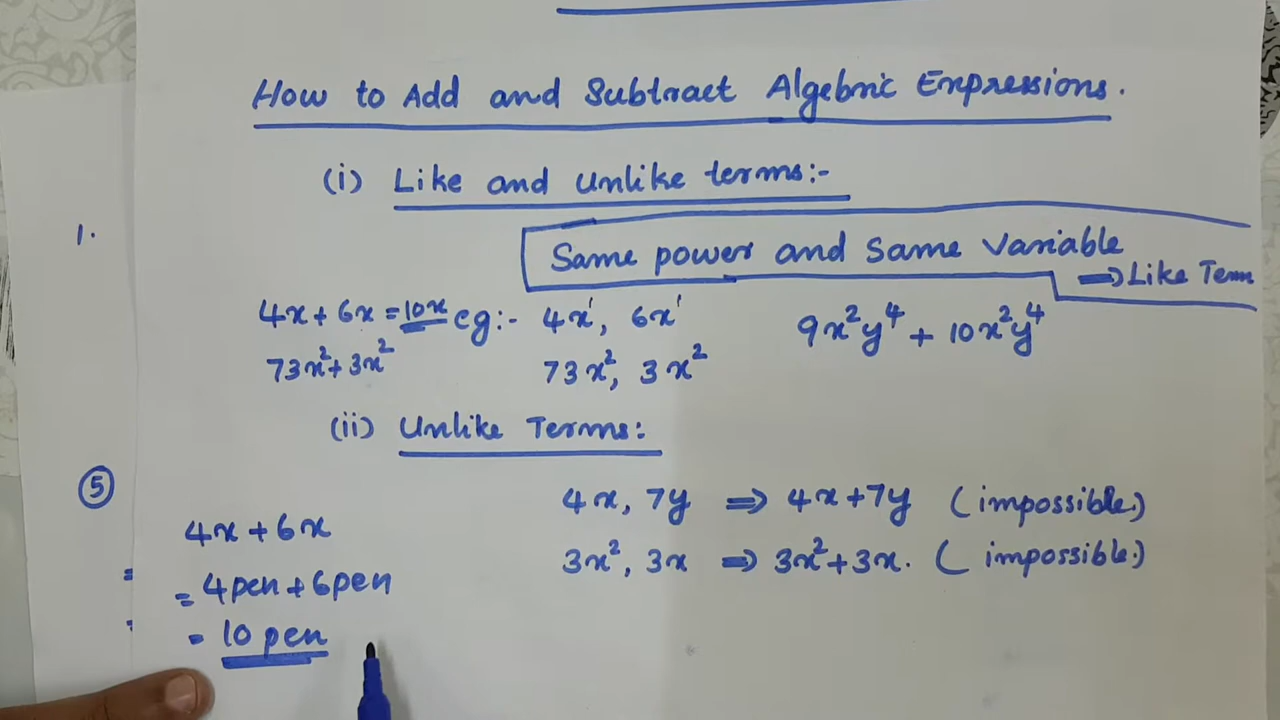 How to Add and Subtract Algebric Expressions.
(i) Like and Unlike terms:-
1.
Same power and Same Variable
⇒ Like Term
4x + 6x = 10x eg:- 4x¹, 6x¹ 9x²y⁴ + 10x²y⁴
73x² + 3x² 73x², 3x²
(ii) Unlike Terms:
5
4x, 7y ⇒ 4x + 7y (impossible.)
4x + 6x
3x², 3x ⇒ 3x² + 3x. (impossible.)
= 4pen + 6pen
= 10 pen